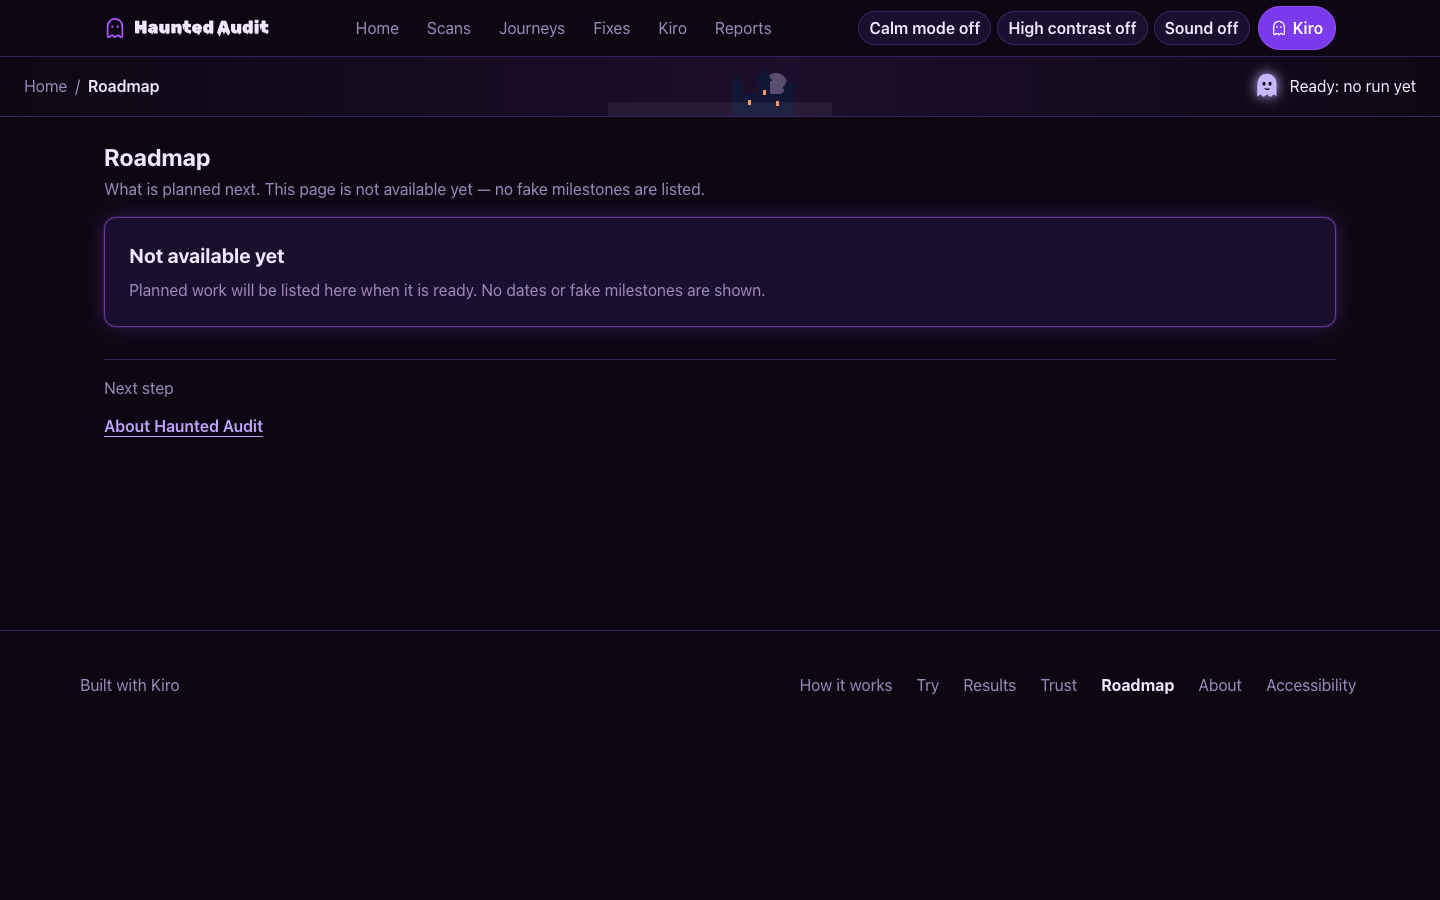 Haunted Audit Home Scans Journeys Fixes Kiro Reports Calm mode off High contrast off Sound off Kiro
Home / Roadmap Ready: no run yet
Roadmap
What is planned next. This page is not available yet — no fake milestones are listed.
Not available yet
Planned work will be listed here when it is ready. No dates or fake milestones are shown.
Next step
About Haunted Audit
Built with Kiro How it works Try Results Trust Roadmap About Accessibility